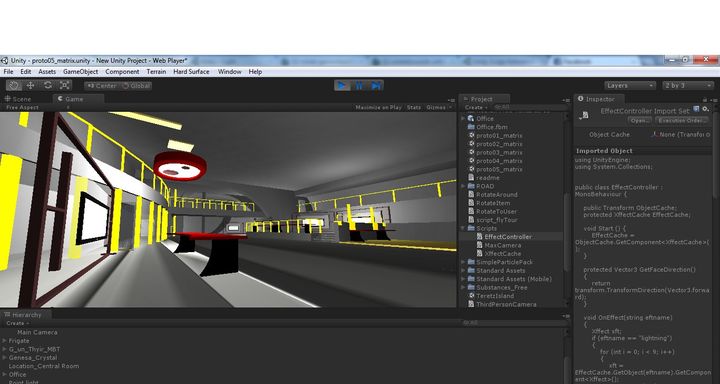 Unity - proto05_matrix.unity - New Unity Project - Web Player*
File Edit Assets GameObject Component Terrain Hard Surface Window Help
Center Global Layers 2 by 3
Scene Game
Free Aspect Maximize on Play Stats Gizmos
Project
Create
All
Office
Office.fbm
proto01_matrix
proto02_matrix
proto03_matrix
proto04_matrix
proto05_matrix
readme
ROAD
RotateAround
RotateItem
RotateToUser
script_flyTour
Scripts
EffectController
MaxCamera
XffectCache
SimpleParticlePack
Standard Assets
Standard Assets (Mobile)
Substances_Free
TeretzIsland
ThirdPersonCamera
Inspector
EffectController Import Set
Open... Execution Order...
Object Cache None (Transfo
Imported Object
using UnityEngine;
using System.Collections;
public class EffectController :
MonoBehaviour {
public Transform ObjectCache;
protected XffectCache EffectCache;
void Start () {
EffectCache =
ObjectCache.GetComponent<XffectCache>(
);
}
protected Vector3 GetFaceDirection()
{
return
transform.TransformDirection(Vector3.forw
ard);
}
void OnEffect(string eftname)
{
Xffect xft;
if (eftname == "lightning")
{
for (int i = 0; i < 9; i++)
{
xft =
EffectCache.GetObject(eftname).GetCompon
ent<Xffect>();
Hierarchy
Create
All
Main Camera
Frigate
G_un_Thyir_MBT
Genesa_Crystal
Location_Central Room
Office
Point light